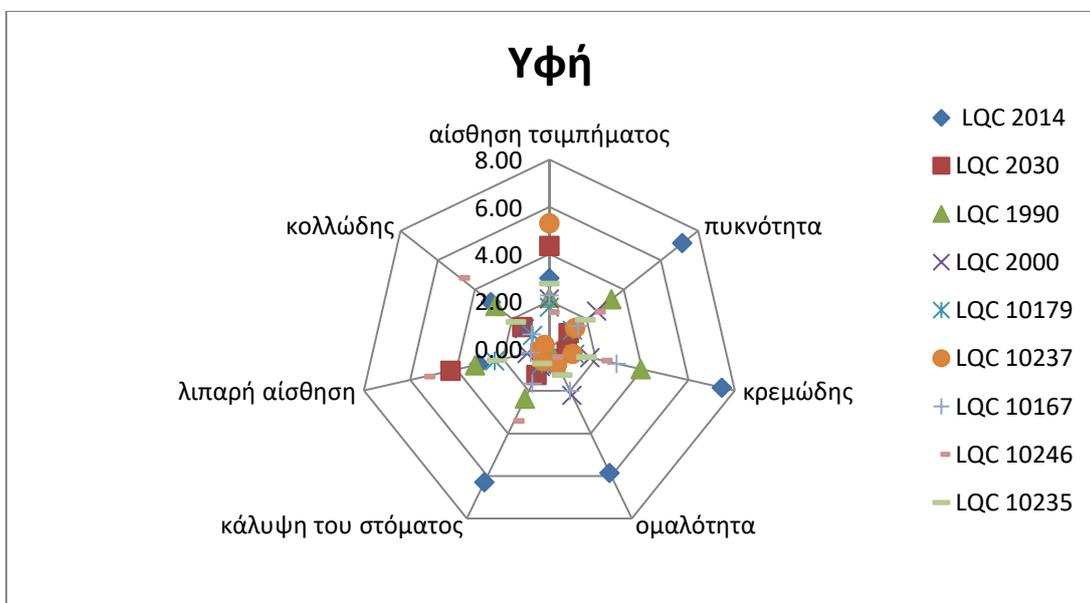 Υφή
αίσθηση τσιμπήματος
8.00
6.00
4.00
2.00
0.00
πυκνότητα
κρεμώδης
ομαλότητα
κάλυψη του στόματος
λιπαρή αίσθηση
κολλώδης
LQC 2014
LQC 2030
LQC 1990
LQC 2000
LQC 10179
LQC 10237
LQC 10167
LQC 10246
LQC 10235